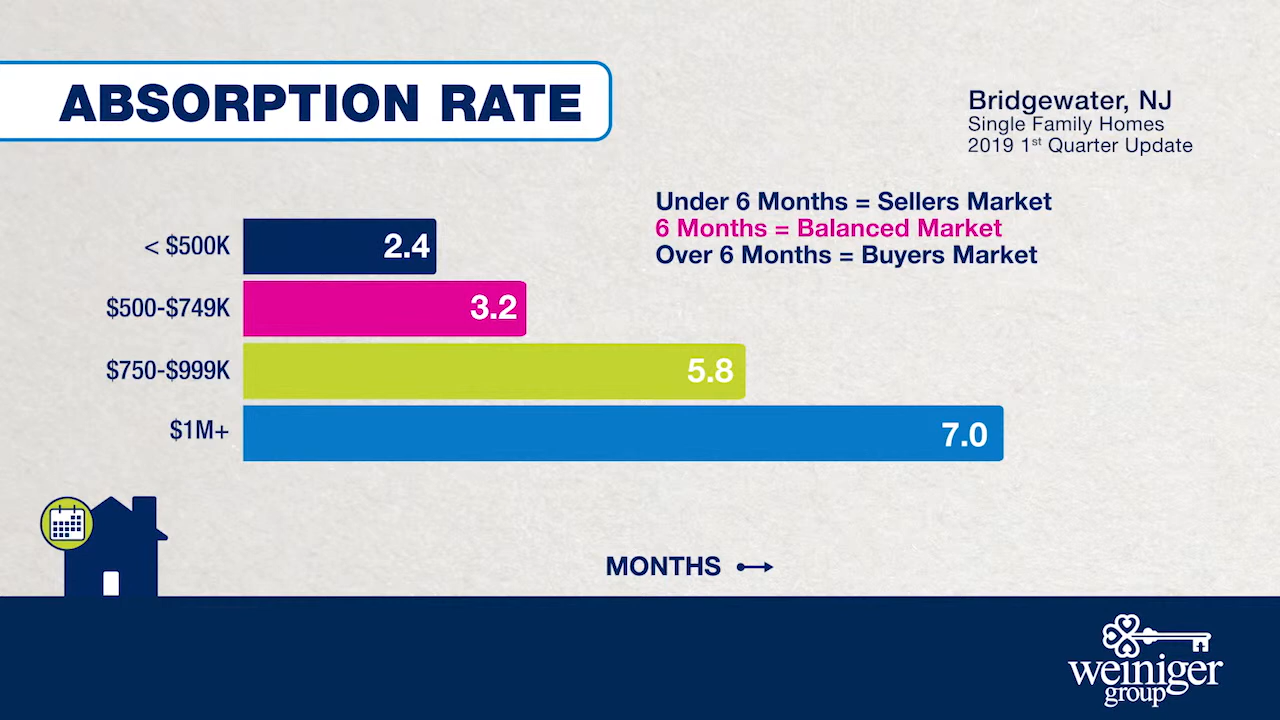 ABSORPTION RATE
Bridgewater, NJ
Single Family Homes
2019 1st Quarter Update
Under 6 Months = Sellers Market
6 Months = Balanced Market
Over 6 Months = Buyers Market
< $500K 2.4
$500-$749K 3.2
$750-$999K 5.8
$1M+ 7.0
MONTHS
weiniger
group